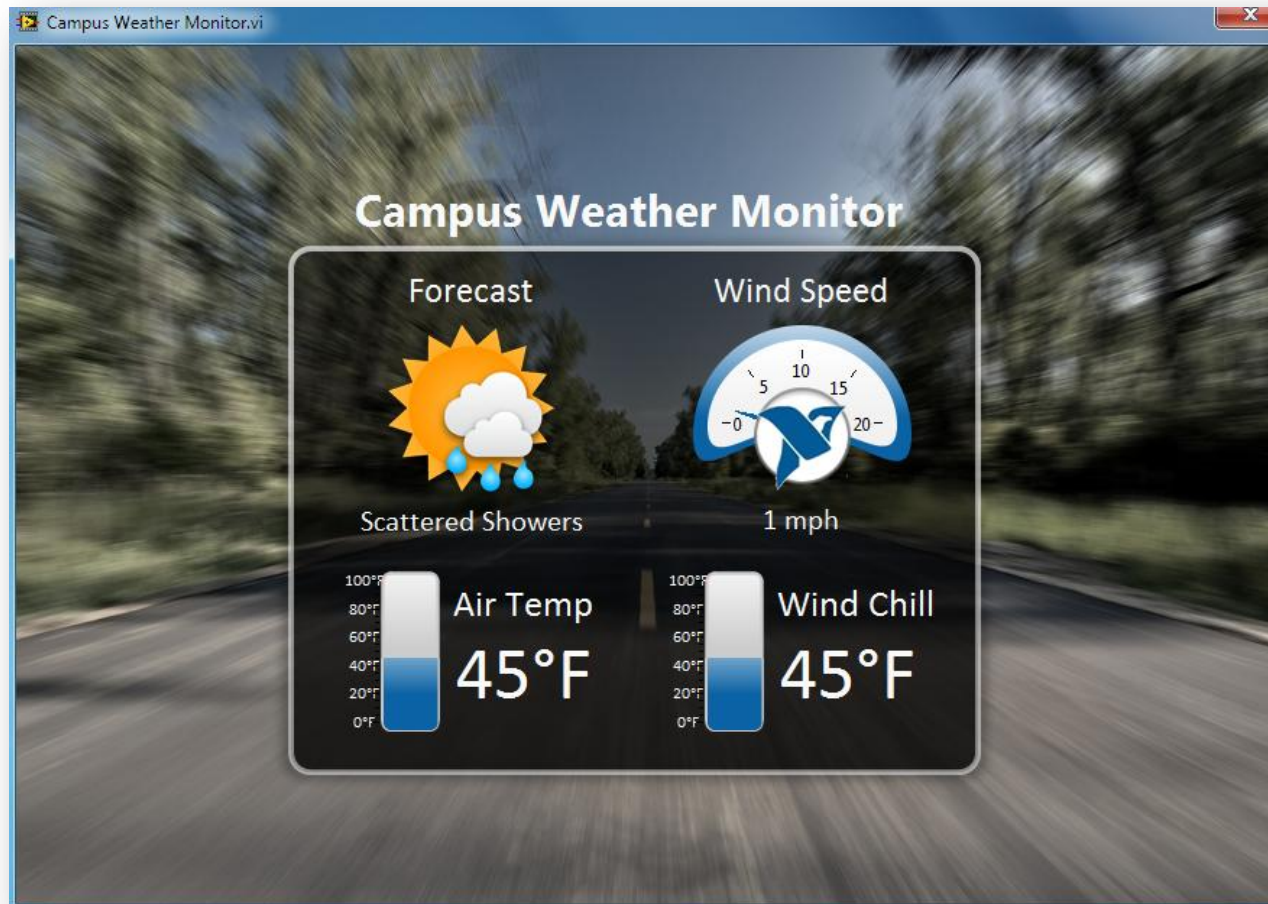 Campus Weather Monitor.vi
Campus Weather Monitor
Forecast
Scattered Showers
Wind Speed
0
5
10
15
20
1 mph
100°F
80°F
60°F
40°F
20°F
0°F
Air Temp
45°F
100°F
80°F
60°F
40°F
20°F
0°F
Wind Chill
45°F